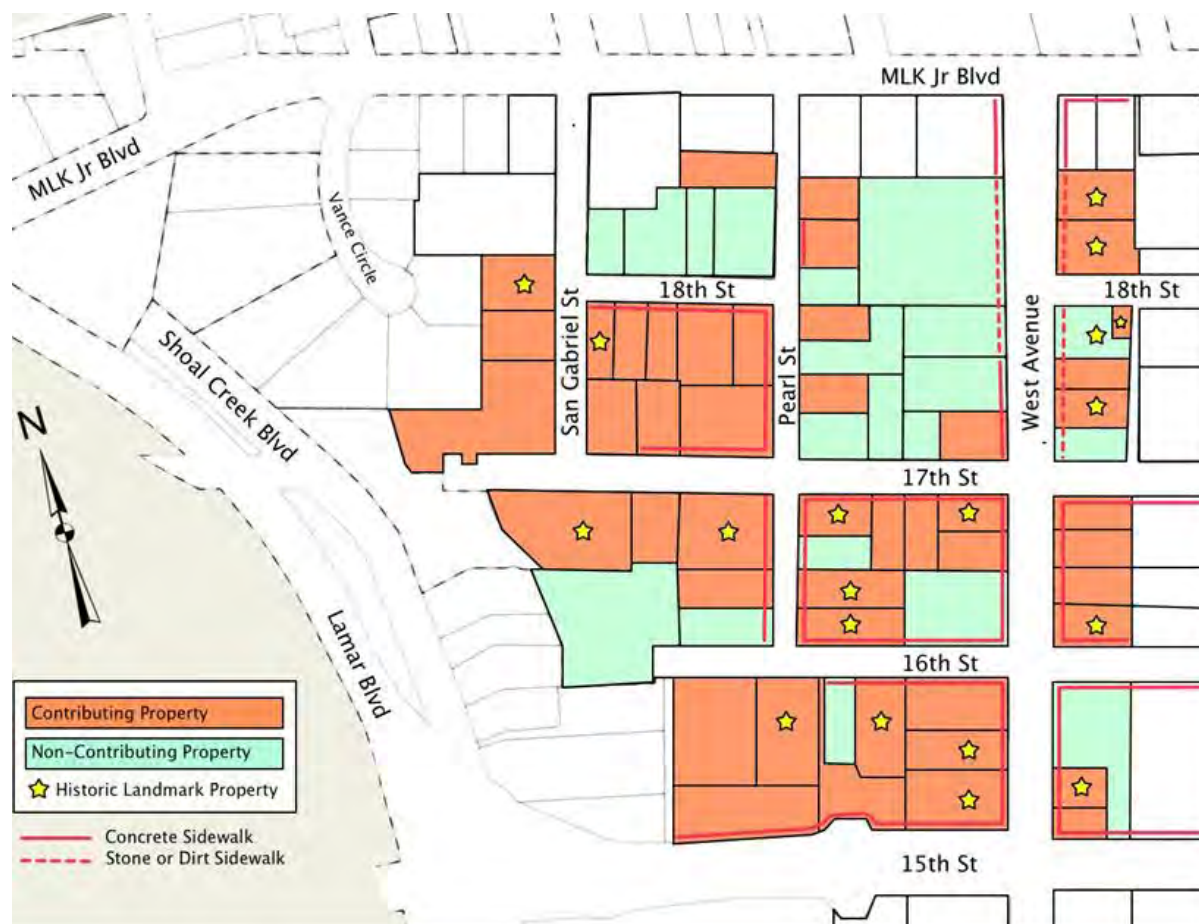 MLK Jr Blvd
MLK Jr Blvd
Vance Circle
18th St
18th St
San Gabriel St
Pearl St
West Avenue
Shoal Creek Blvd
N
17th St
Lamar Blvd
16th St
Contributing Property
Non-Contributing Property
Historic Landmark Property
Concrete Sidewalk
Stone or Dirt Sidewalk
15th St